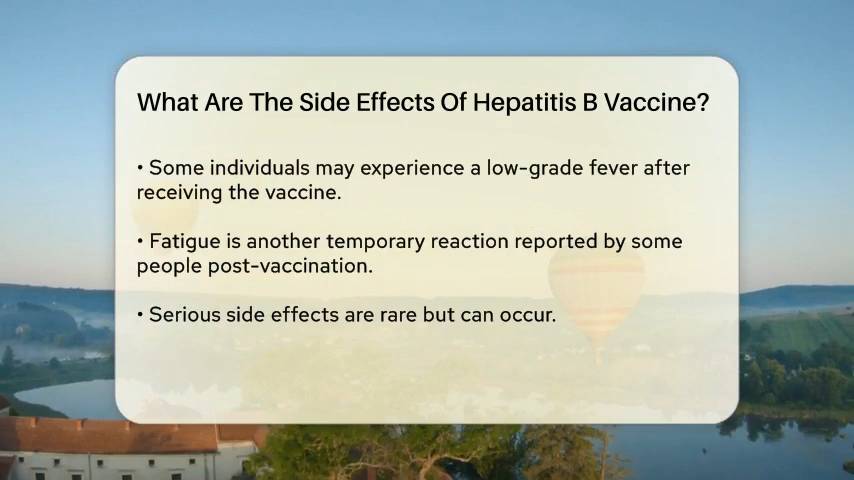 What Are The Side Effects Of Hepatitis B Vaccine?
• Some individuals may experience a low-grade fever after
receiving the vaccine.
• Fatigue is another temporary reaction reported by some
people post-vaccination.
• Serious side effects are rare but can occur.